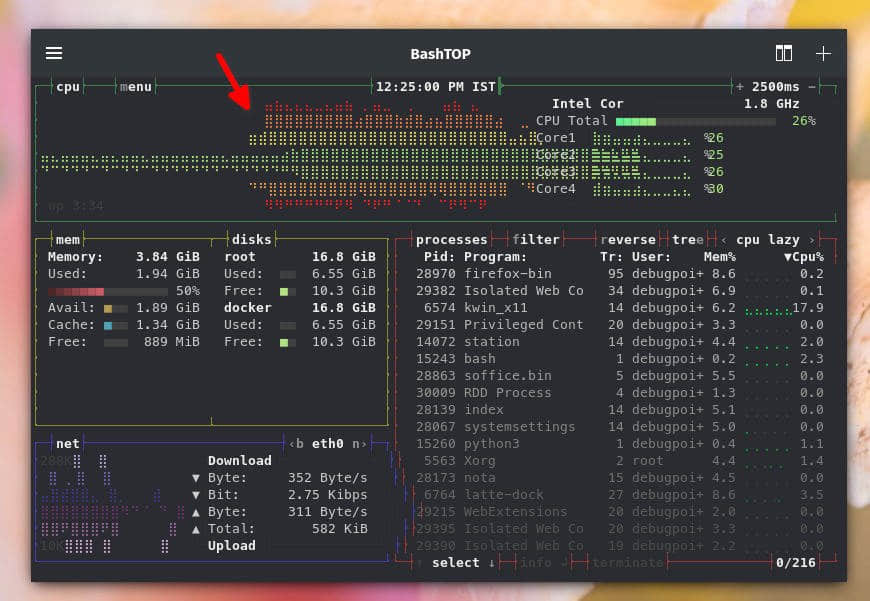 BashTOP
cpu menu 12:25:00 PM IST + 2500ms −
Intel Cor 1.8 GHz
CPU Total 26%
Core1 %26
Core2 %25
Core3 %26
Core4 %30
up 3:34
mem disks
Memory: 3.84 GiB root 16.8 GiB
Used: 1.94 GiB Used: 6.55 GiB
50% Free: 10.3 GiB
Avail: 1.89 GiB docker 16.8 GiB
Cache: 1.34 GiB Used: 6.55 GiB
Free: 889 MiB Free: 10.3 GiB
net ‹b eth0 n›
Download
▼ Byte: 352 Byte/s
▼ Bit: 2.75 Kibps
▲ Byte: 311 Byte/s
▲ Total: 582 KiB
10K Upload
processes filter reverse tree ‹ cpu lazy ›
Pid: Program: Tr: User: Mem% ▼Cpu%
28970 firefox-bin 95 debugpoi+ 8.6 0.2
29382 Isolated Web Co 34 debugpoi+ 6.9 0.1
6574 kwin_x11 14 debugpoi+ 6.2 17.9
29151 Privileged Cont 20 debugpoi+ 3.3 0.0
14072 station 14 debugpoi+ 4.4 2.0
15243 bash 1 debugpoi+ 0.2 2.3
28863 soffice.bin 5 debugpoi+ 5.5 0.0
30009 RDD Process 4 debugpoi+ 1.3 0.0
28139 index 14 debugpoi+ 5.1 0.0
28067 systemsettings 14 debugpoi+ 5.0 0.0
15260 python3 1 debugpoi+ 0.4 1.1
5563 Xorg 2 root 4.4 1.4
28173 nota 15 debugpoi+ 4.5 0.0
6764 latte-dock 27 debugpoi+ 8.6 3.5
29215 WebExtensions 20 debugpoi+ 2.0 0.0
29395 Isolated Web Co 20 debugpoi+ 3.3 0.0
29390 Isolated Web Co 19 debugpoi+ 2.2 0.0
↑ select ↓ info ↲ terminate 0/216